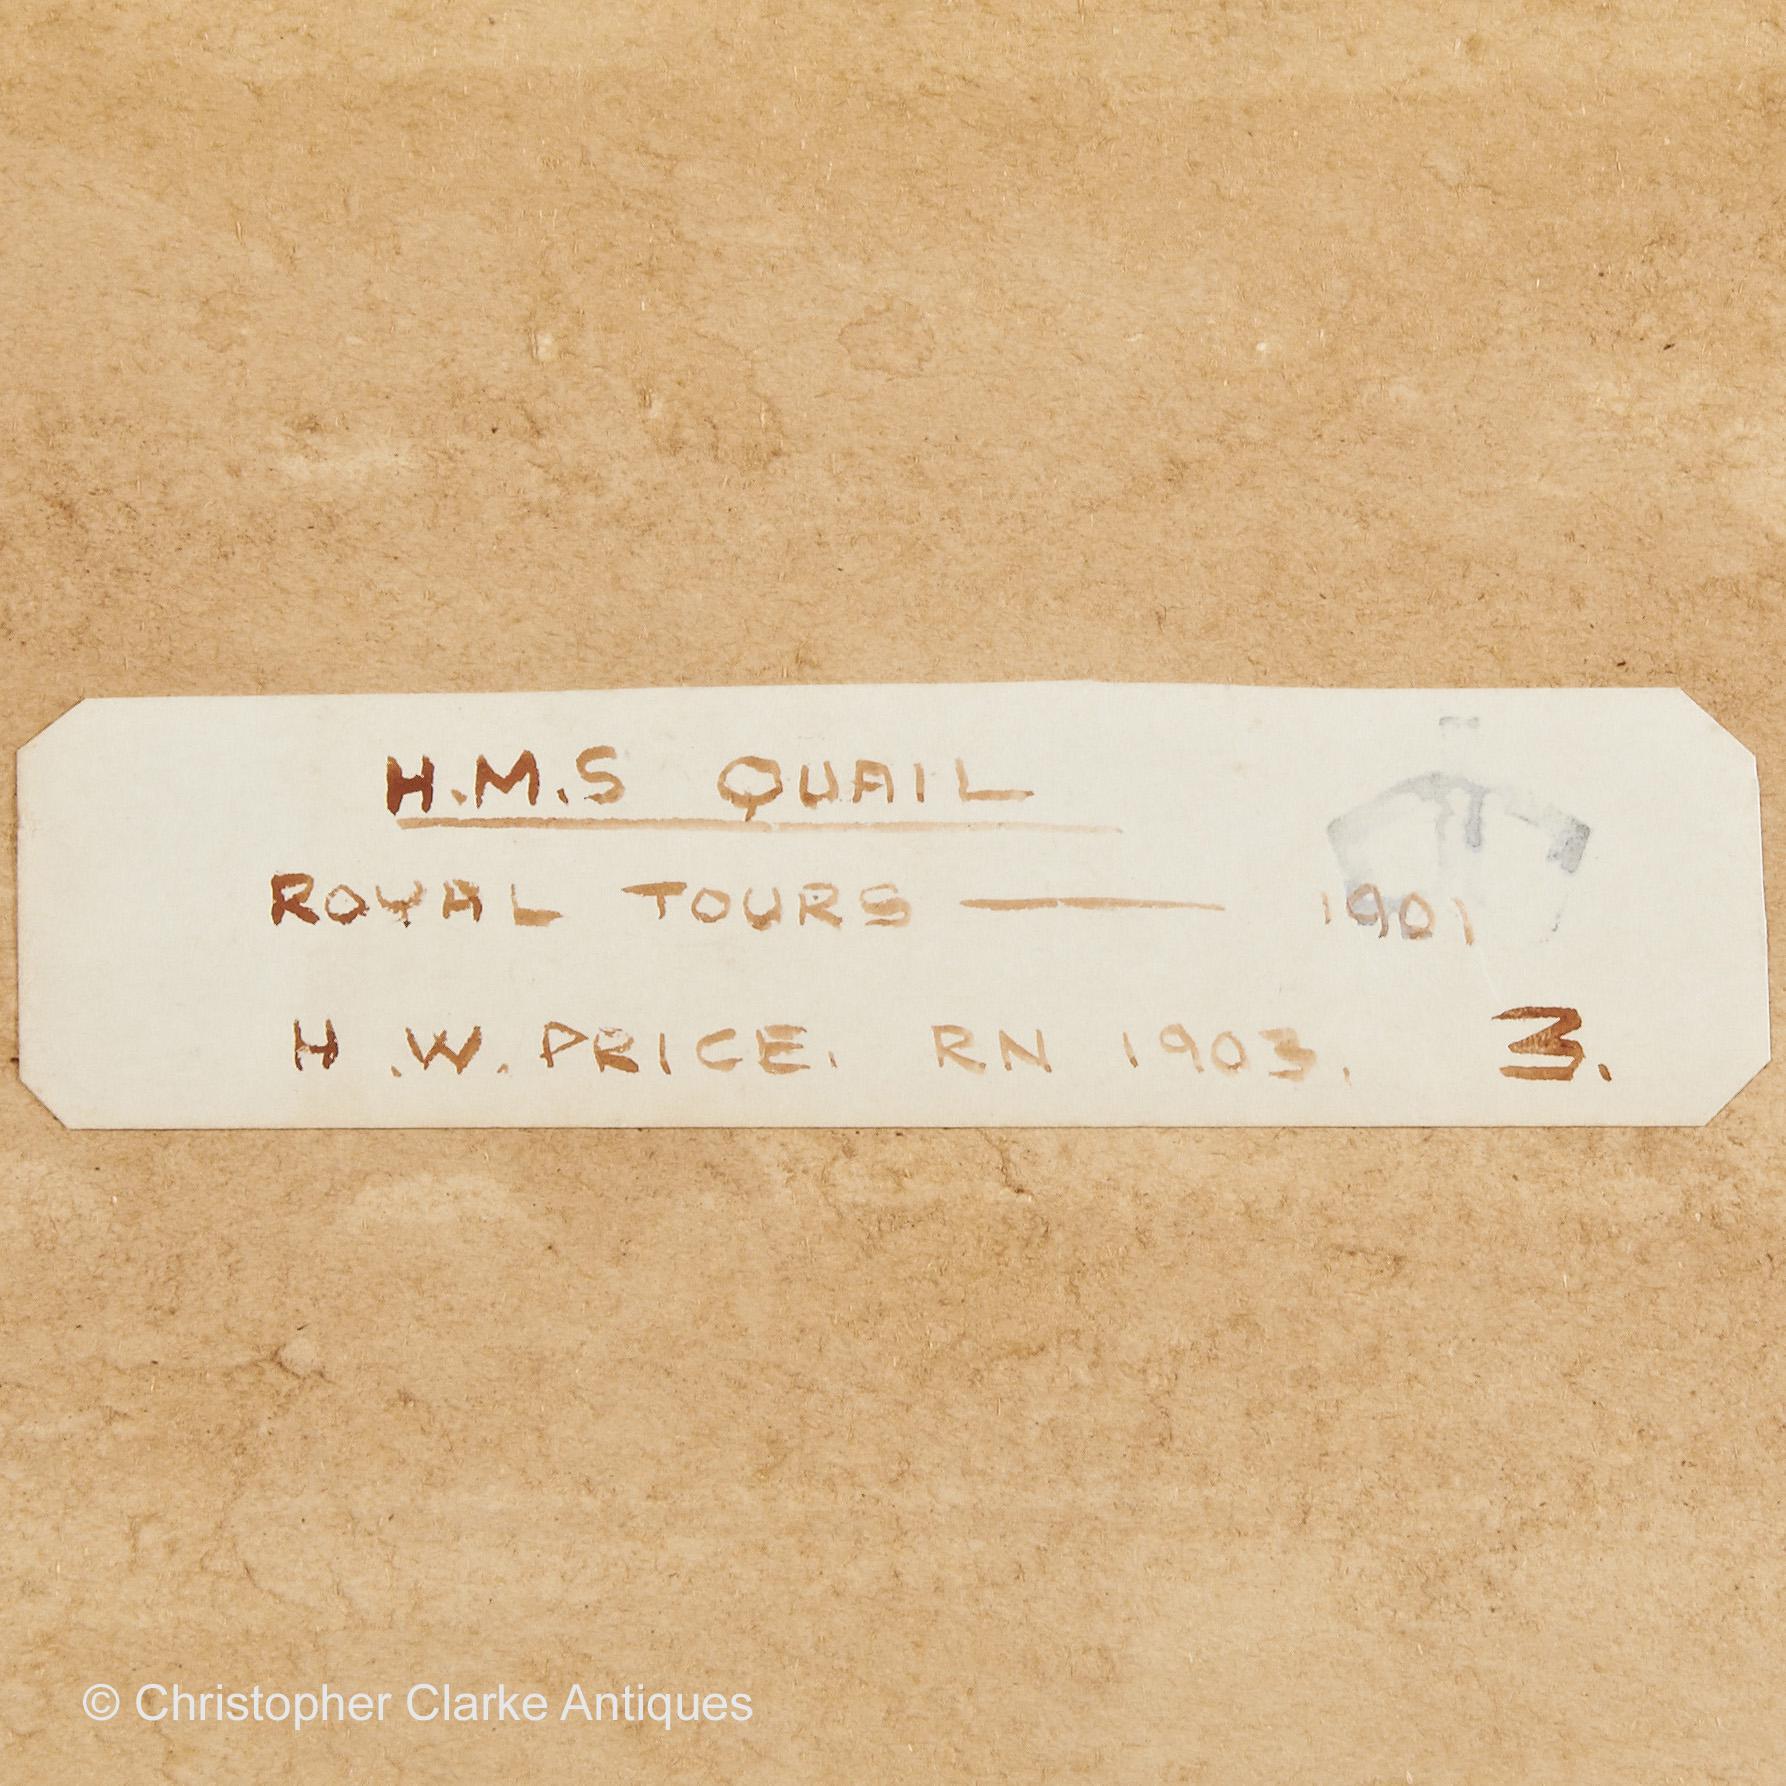 H.M.S QUAIL
ROYAL TOURS — 1901
H.W. PRICE. RN 1903. 3.
© Christopher Clarke Antiques